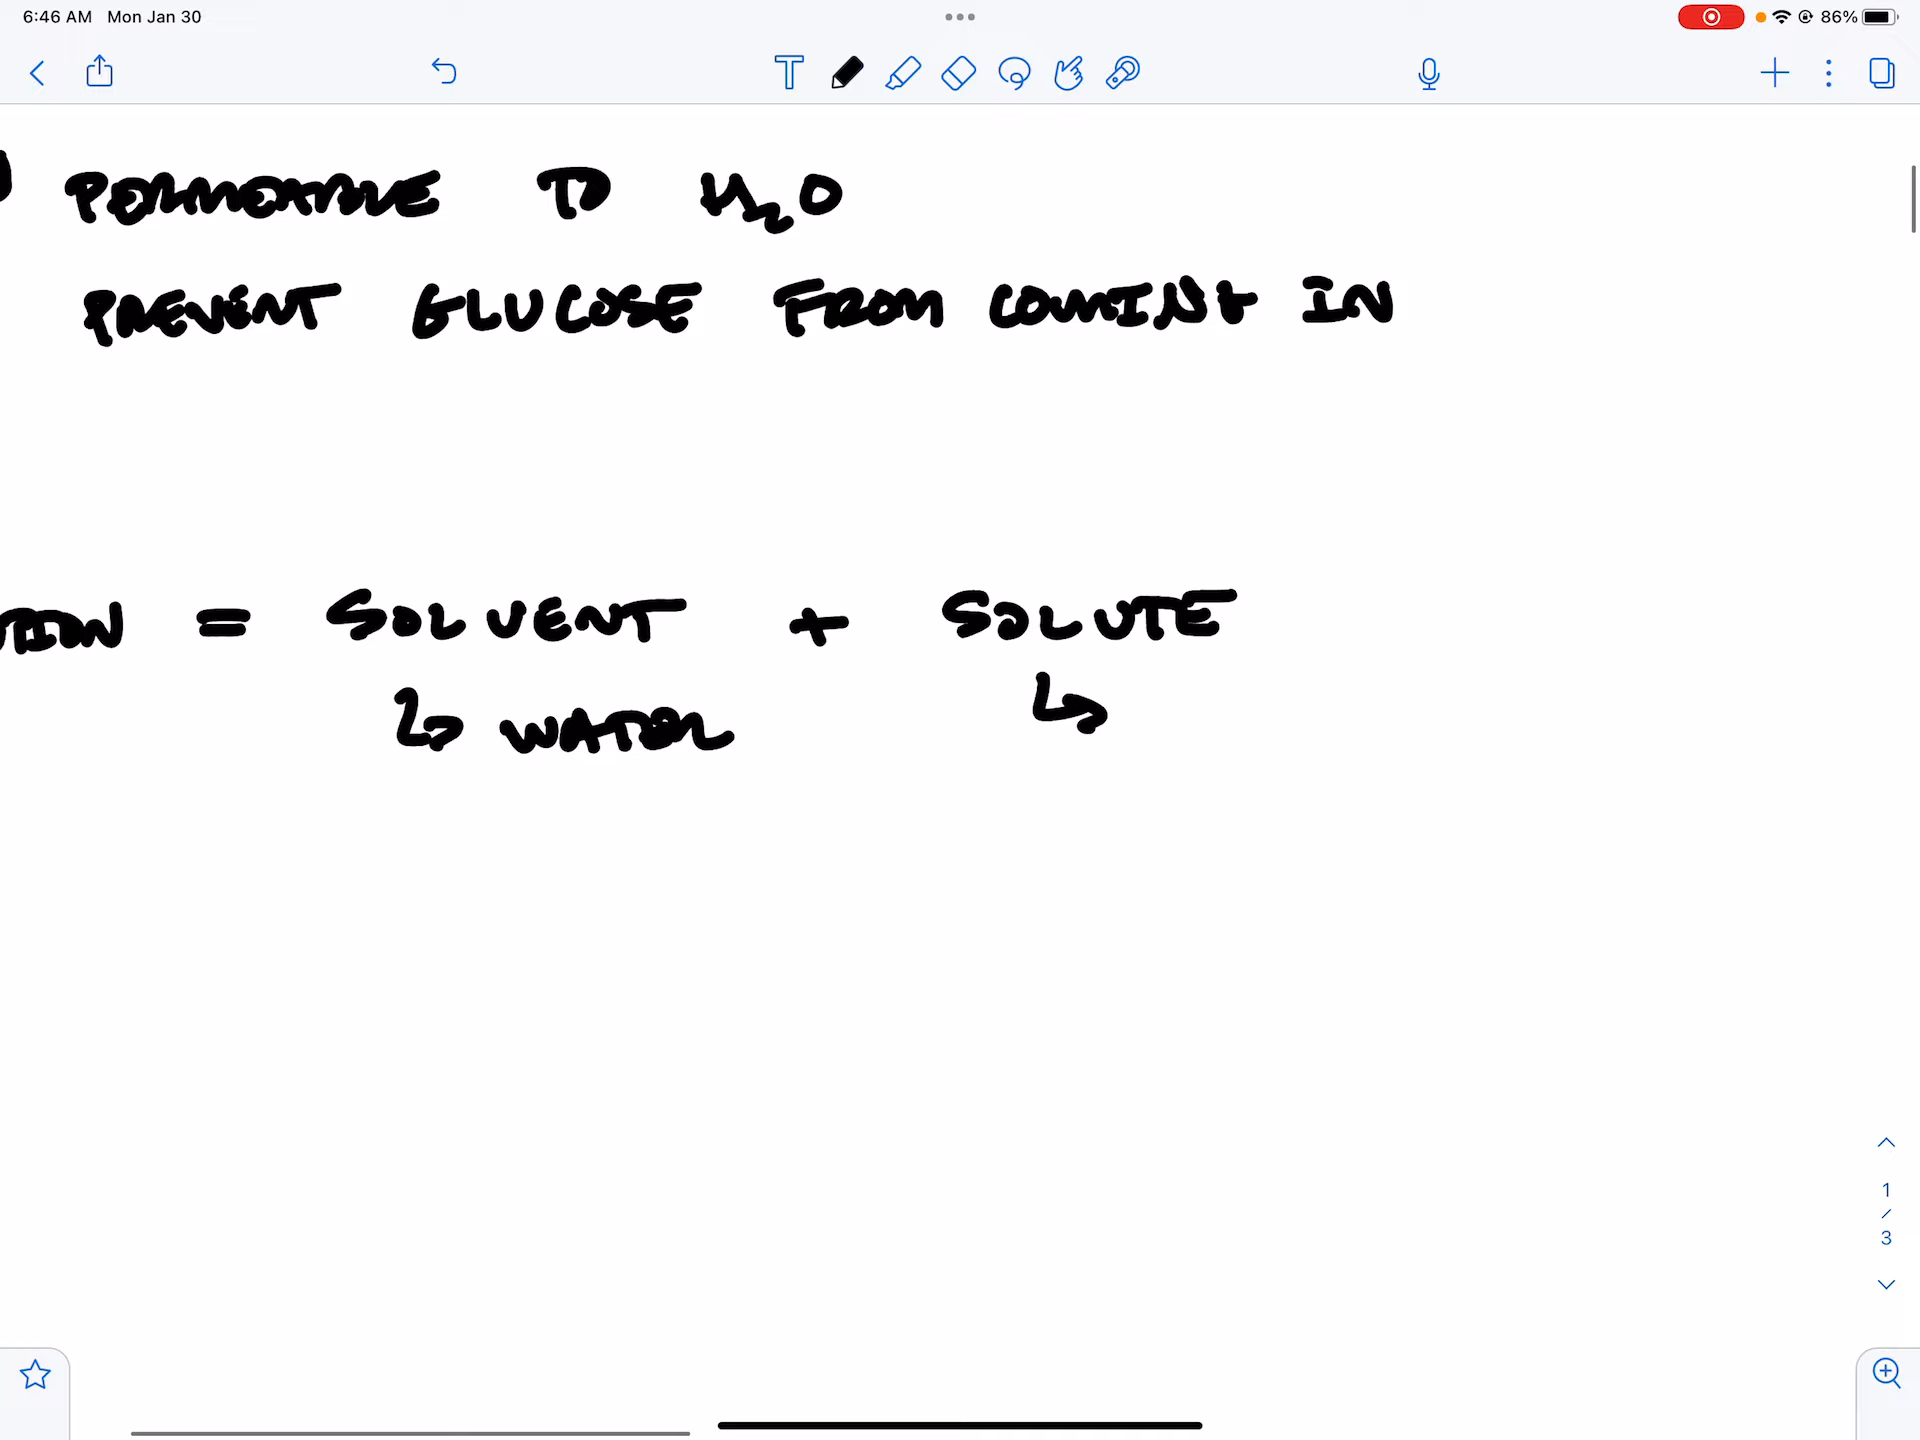 6:46 AM Mon Jan 30
86%
PERMEABLE TO H₂O
PREVENT GLUCOSE FROM COMING IN
TION = SOLVENT + SOLUTE
↳ WATER ↳
1
/
3